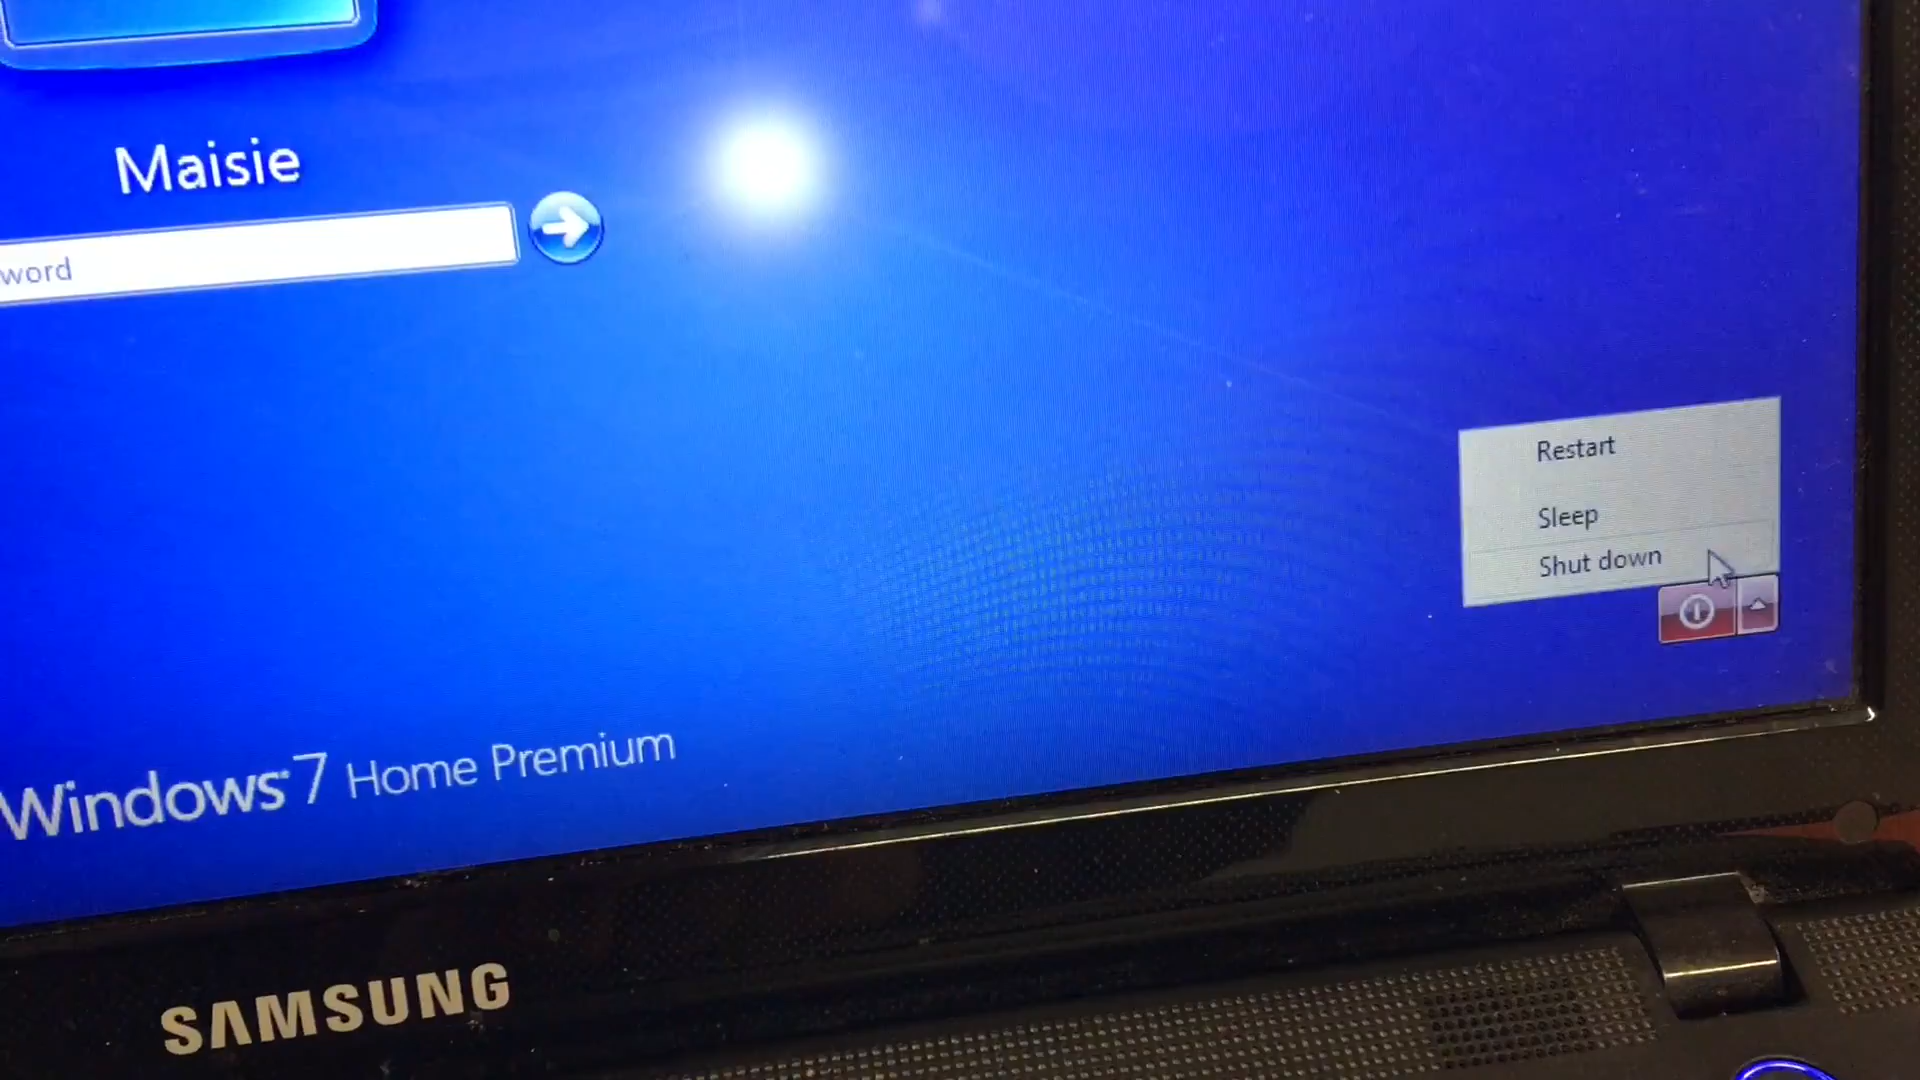 Maisie
word
Restart
Sleep
Shut down
Windows 7 Home Premium
SAMSUNG